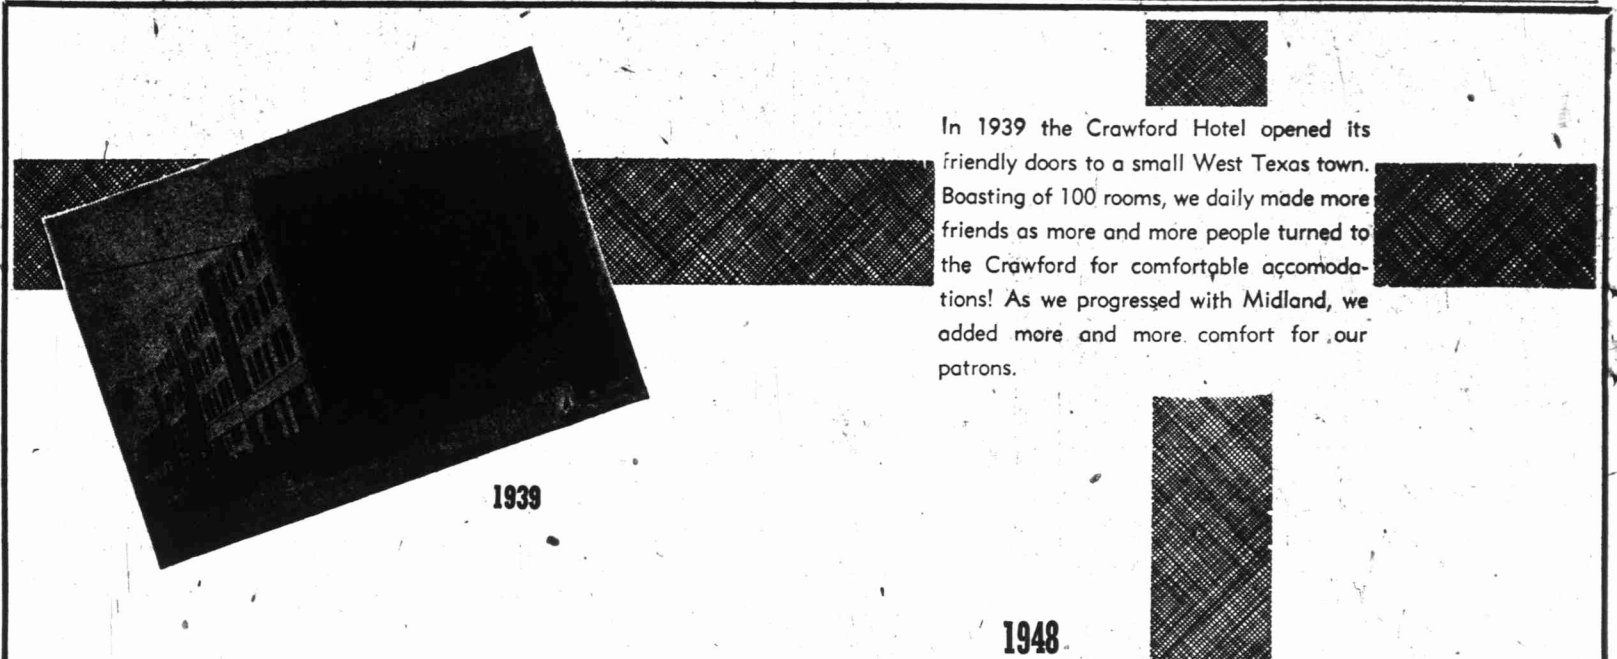 In 1939 the Crawford Hotel opened its
friendly doors to a small West Texas town.
Boasting of 100 rooms, we daily made more
friends as more and more people turned to
the Crawford for comfortable accomoda-
tions! As we progressed with Midland, we
added more and more comfort for our
patrons.
1939
1948